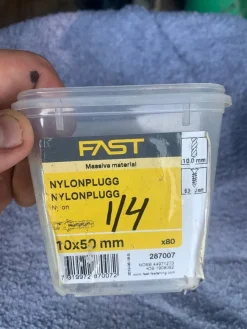 FAST
Massiva material
10.0 mm
NYLONPLUGG
NYLONPLUGG
Nylon
1/4
10x50 mm
x80
287007